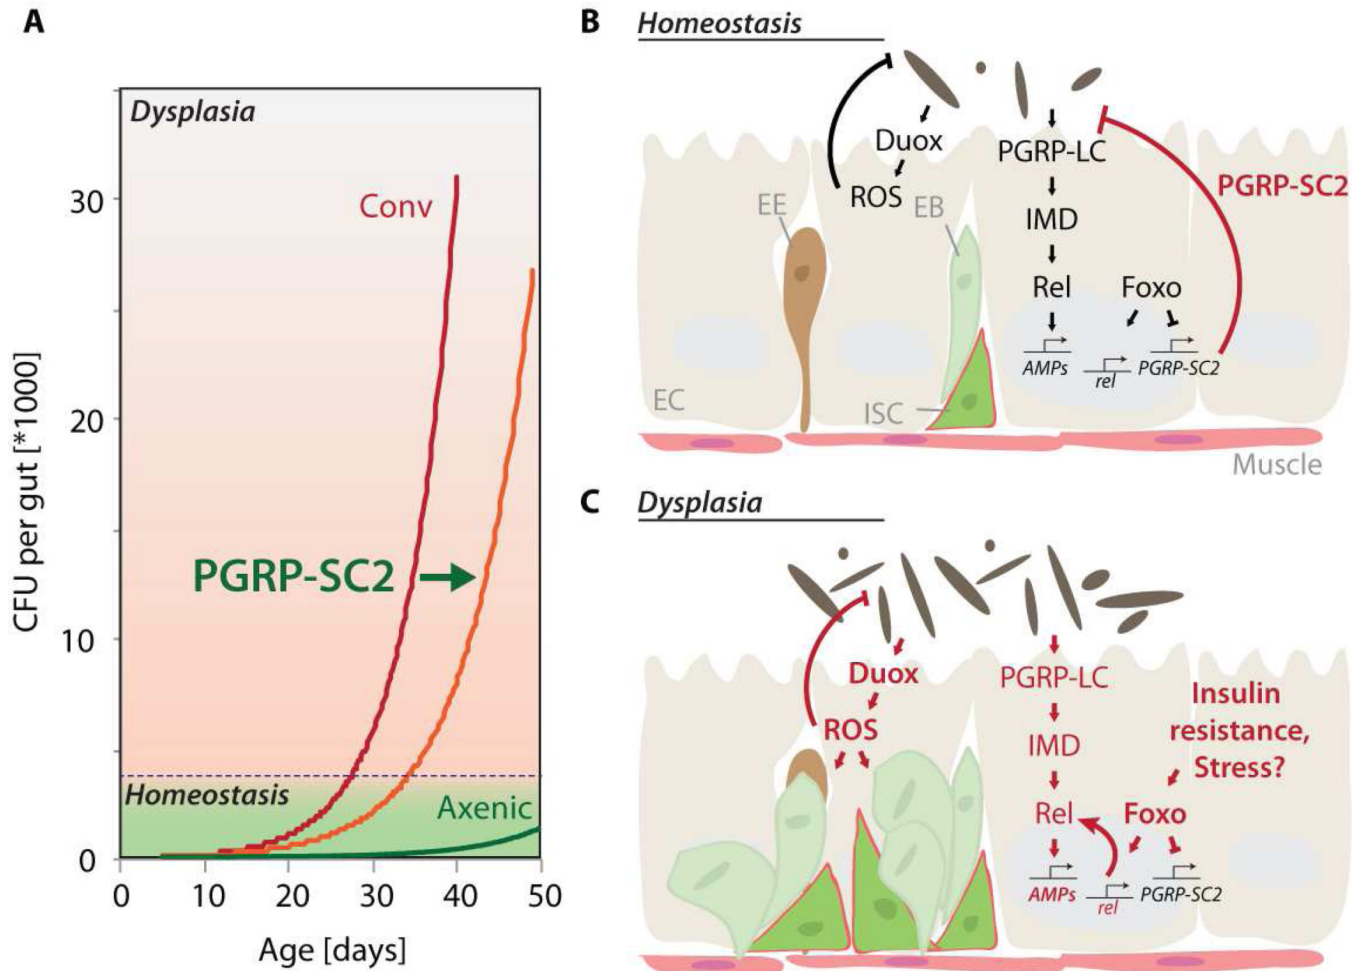 A
Dysplasia
30
Conv
20
CFU per gut [*1000]
PGRP-SC2
10
Homeostasis
Axenic
0
0 10 20 30 40 50
Age [days]
B
Homeostasis
Duox
PGRP-LC
ROS
PGRP-SC2
EE
EB
IMD
Rel
Foxo
AMPs
rel
PGRP-SC2
EC
ISC
Muscle
C
Dysplasia
Duox
PGRP-LC
Insulin
resistance,
Stress?
ROS
IMD
Rel
Foxo
AMPs
rel
PGRP-SC2